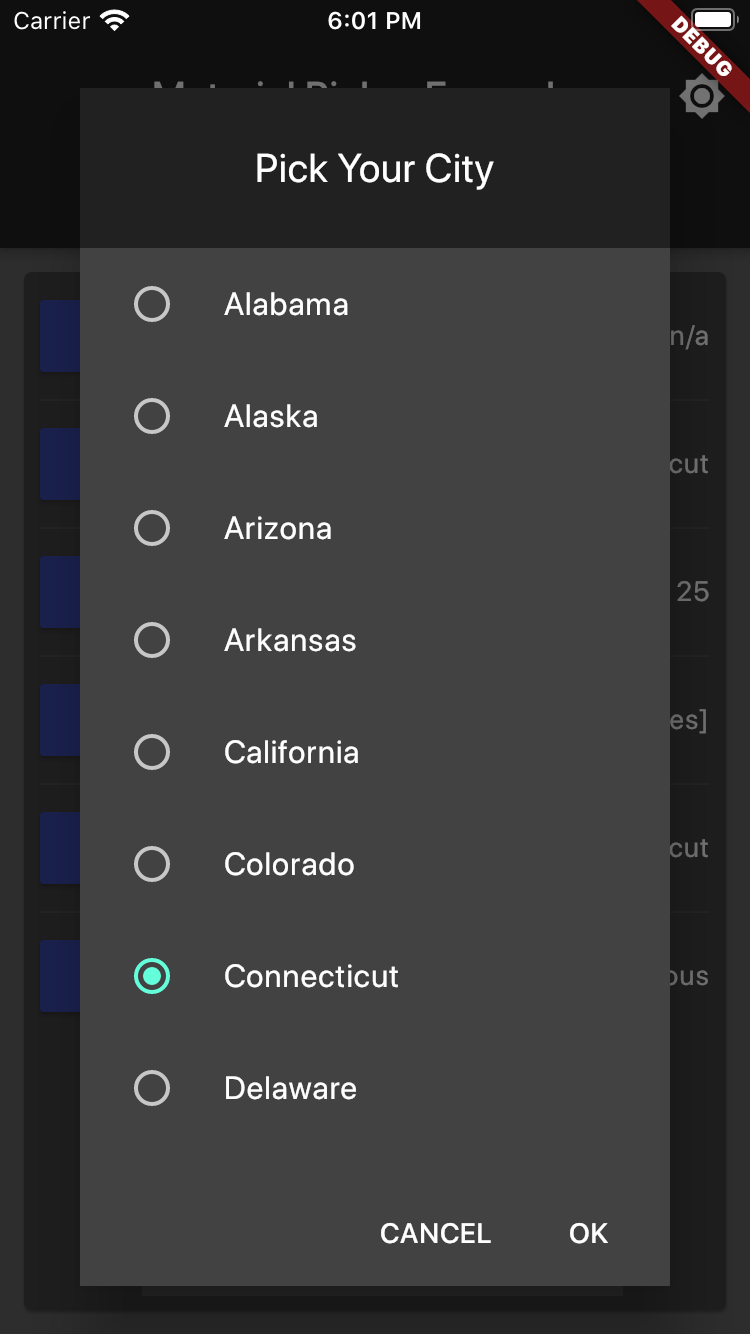 Carrier 6:01 PM
DEBUG
Pick Your City
Alabama
n/a
Alaska
cut
Arizona
25
Arkansas
es]
California
cut
Colorado
Connecticut
Delaware
CANCEL OK